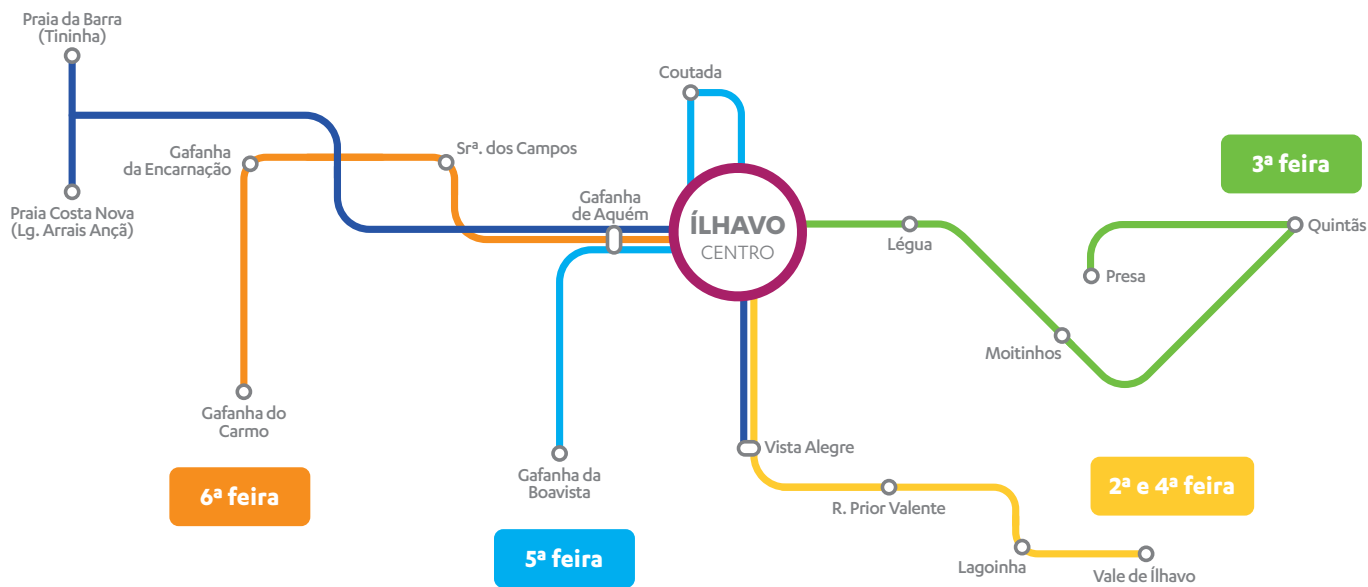 Praia da Barra
(Tininha)
Coutada
Gafanha
da Encarnação
Srª. dos Campos
3ª feira
Praia Costa Nova
(Lg. Arrais Ançã)
Gafanha
de Aquém
ÍLHAVO
CENTRO
Légua
Quintãs
Presa
Moitinhos
Gafanha do
Carmo
Vista Alegre
Gafanha da
Boavista
6ª feira
2ª e 4ª feira
R. Prior Valente
5ª feira
Lagoinha
Vale de Ílhavo